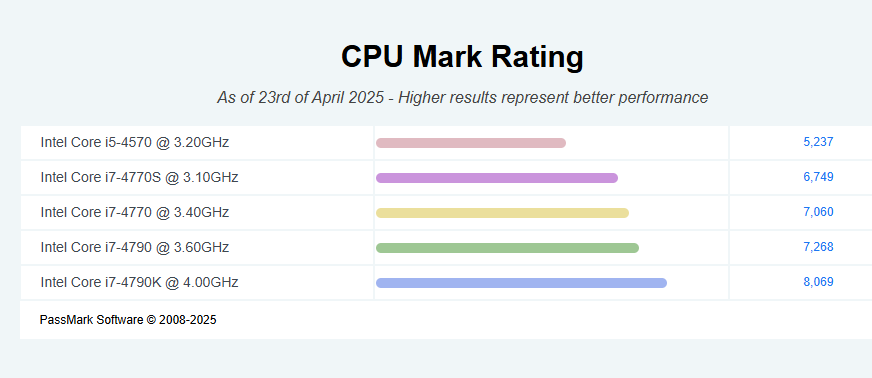 CPU Mark Rating
As of 23rd of April 2025 - Higher results represent better performance
Intel Core i5-4570 @ 3.20GHz 5,237
Intel Core i7-4770S @ 3.10GHz 6,749
Intel Core i7-4770 @ 3.40GHz 7,060
Intel Core i7-4790 @ 3.60GHz 7,268
Intel Core i7-4790K @ 4.00GHz 8,069
PassMark Software © 2008-2025